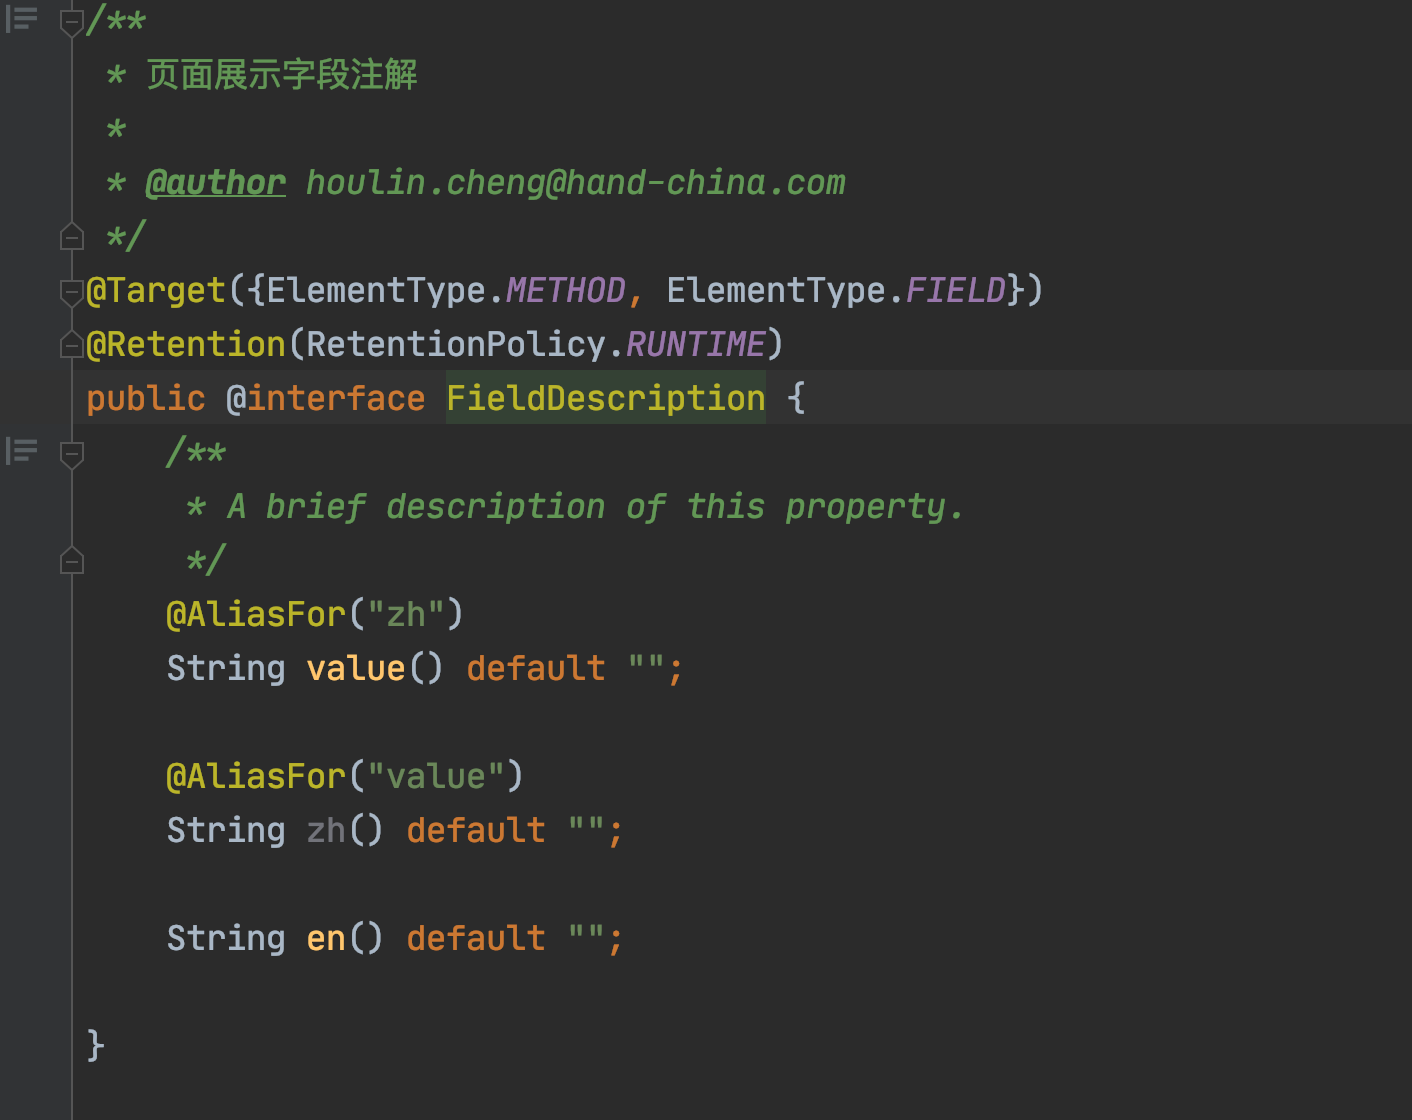 /**
 * 页面展示字段注解
 *
 * @author houlin.cheng@hand-china.com
 */
@Target({ElementType.METHOD, ElementType.FIELD})
@Retention(RetentionPolicy.RUNTIME)
public @interface FieldDescription {
    /**
     * A brief description of this property.
     */
    @AliasFor("zh")
    String value() default "";

    @AliasFor("value")
    String zh() default "";

    String en() default "";

}